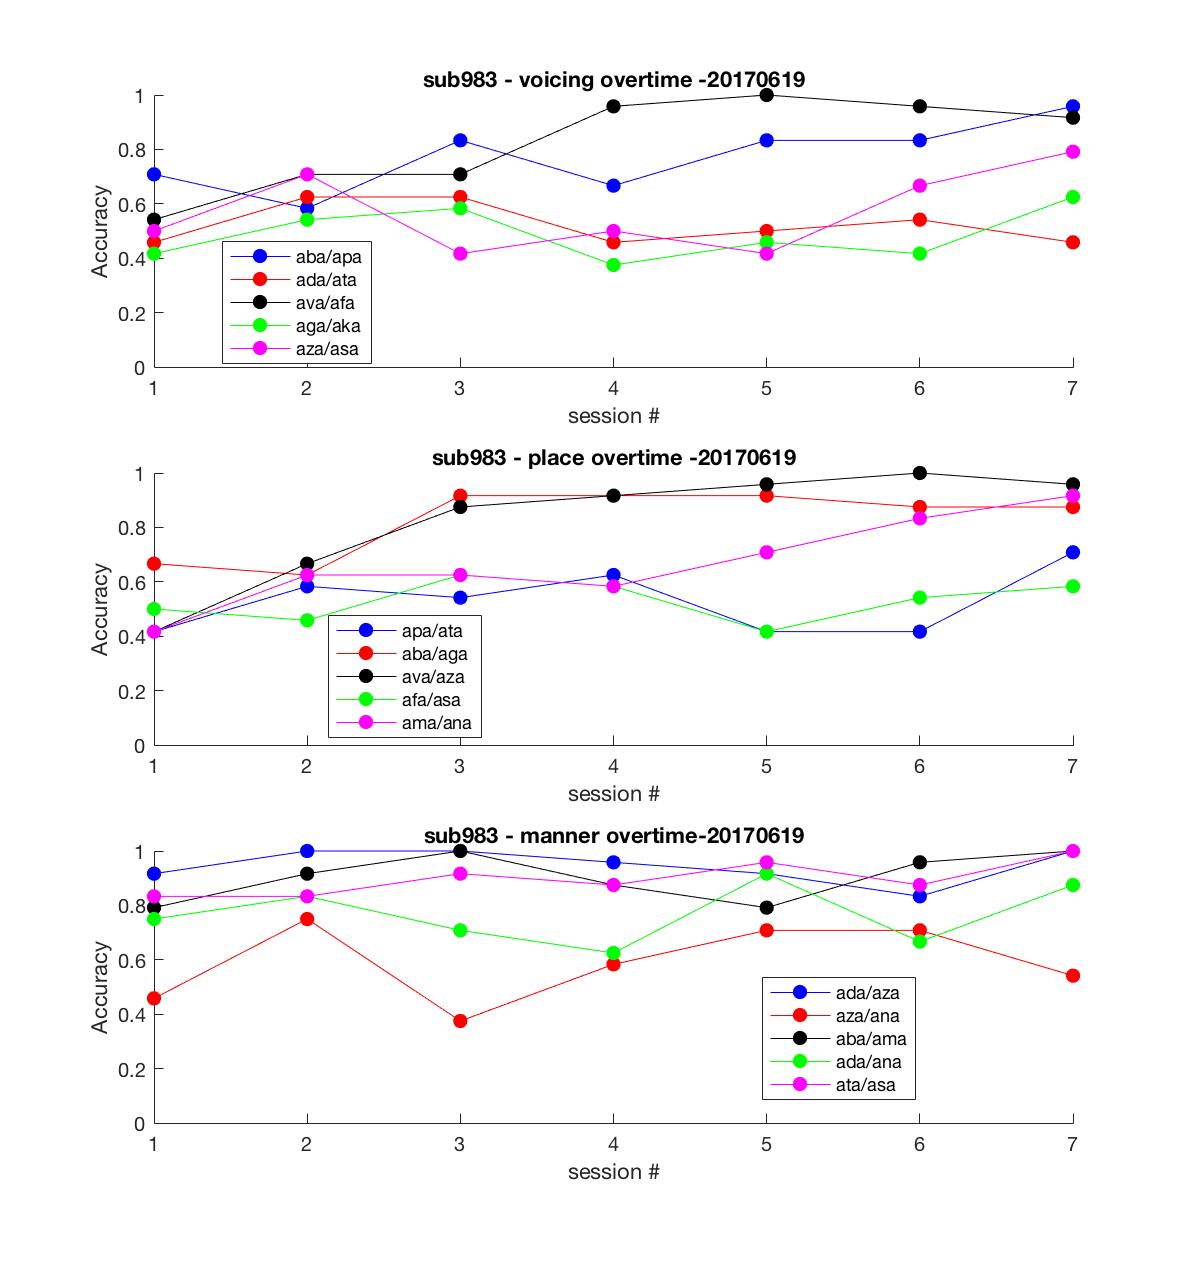 sub983 - voicing overtime -20170619
1
0.8
0.6
0.4
0.2
0
Accuracy
aba/apa
ada/ata
ava/afa
aga/aka
aza/asa
1 2 3 4 5 6 7
session #
sub983 - place overtime -20170619
1
0.8
0.6
0.4
0.2
0
Accuracy
apa/ata
aba/aga
ava/aza
afa/asa
ama/ana
1 2 3 4 5 6 7
session #
sub983 - manner overtime-20170619
1
0.8
0.6
0.4
0.2
0
Accuracy
ada/aza
aza/ana
aba/ama
ada/ana
ata/asa
1 2 3 4 5 6 7
session #